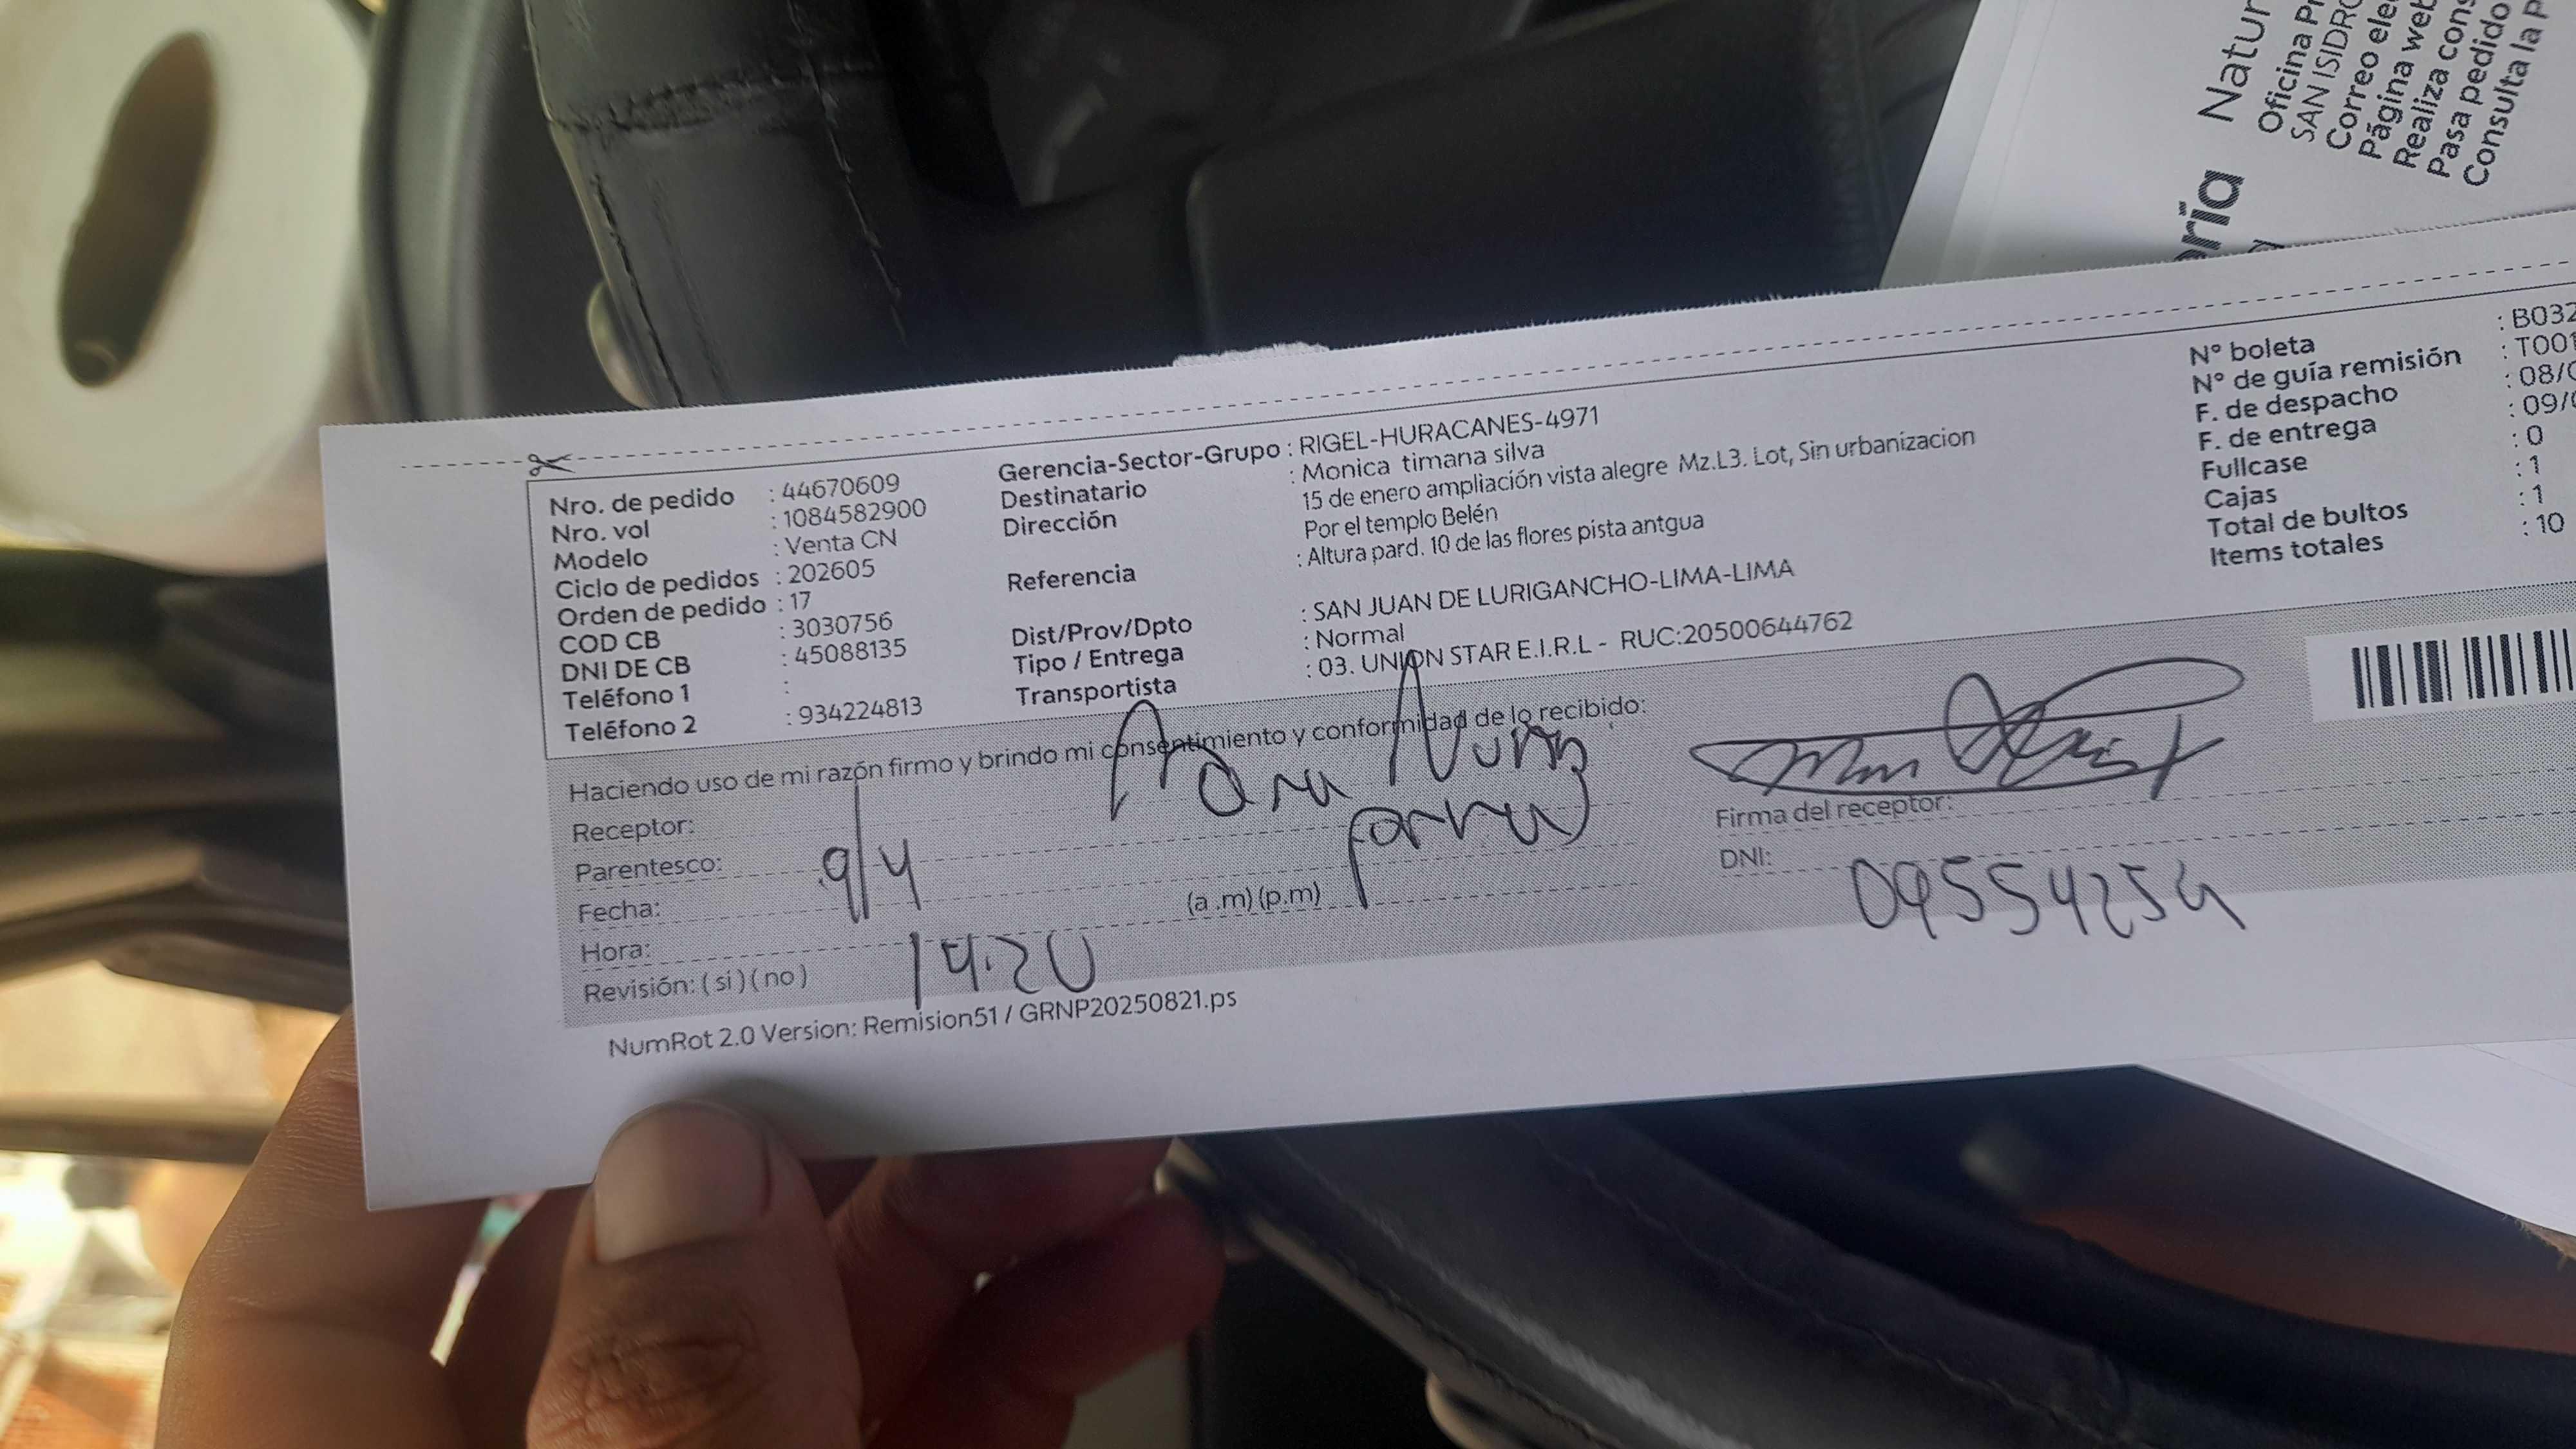 Natur
Oficina Pr
SAN ISIDRO
Correo ele
Página web
Realiza cons
Pasa pedido
Consulta la p
ería
Nro. de pedido : 44670609
Nro. vol : 1084582900
Modelo : Venta CN
Ciclo de pedidos : 202605
Orden de pedido : 17
COD CB : 3030756
DNI DE CB : 45088135
Teléfono 1 :
Teléfono 2 : 934224813
Gerencia-Sector-Grupo : RIGEL-HURACANES-4971
Destinatario : Monica timana silva
Dirección 15 de enero ampliación vista alegre Mz.L3. Lot, Sin urbanizacion
Por el templo Belén
Referencia : Altura pard. 10 de las flores pista antgua
Dist/Prov/Dpto : SAN JUAN DE LURIGANCHO-LIMA-LIMA
Tipo / Entrega : Normal
Transportista : 03. UNION STAR E.I.R.L - RUC:20500644762
N° boleta : B032
N° de guía remisión : T001
F. de despacho : 08/0
F. de entrega : 09/0
Fullcase : 0
Cajas : 1
Total de bultos : 1
Items totales : 10
Haciendo uso de mi razón firmo y brindo mi consentimiento y conformidad de lo recibido:
Receptor:
Parentesco:
Fecha: 9/4
Hora: 14.20 (a .m) (p.m)
Revisión: ( si ) ( no )
Firma del receptor:
DNI: 09554254
NumRot 2.0 Version: Remision51 / GRNP20250821.ps